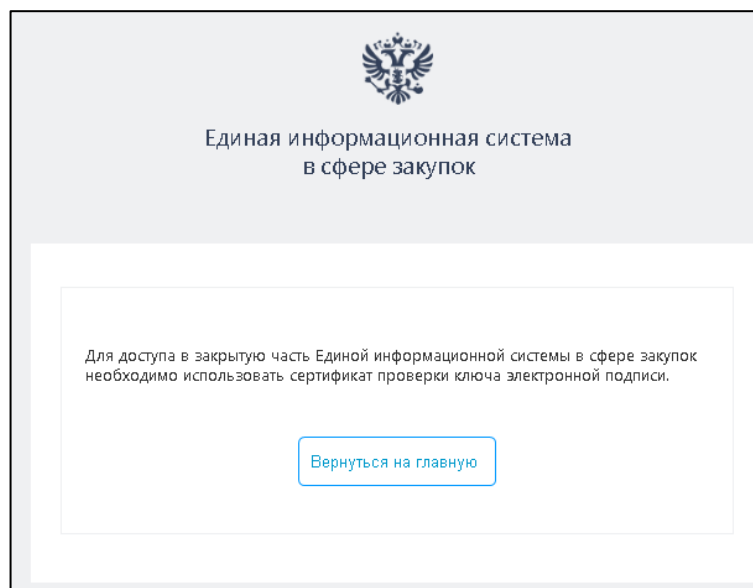 Единая информационная система
в сфере закупок
Для доступа в закрытую часть Единой информационной системы в сфере закупок
необходимо использовать сертификат проверки ключа электронной подписи.
Вернуться на главную